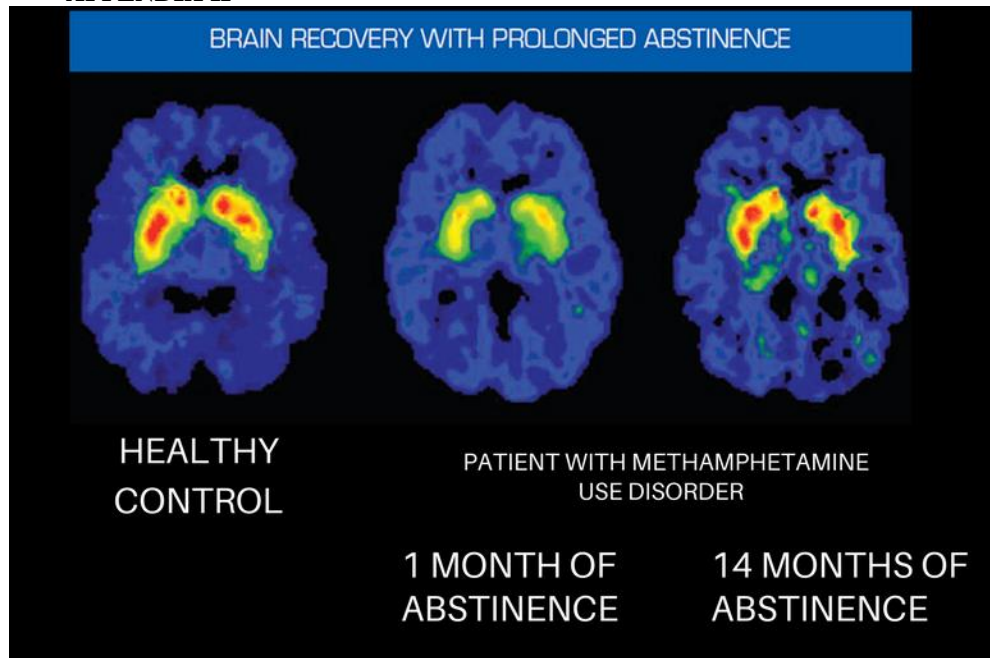 BRAIN RECOVERY WITH PROLONGED ABSTINENCE
HEALTHY
CONTROL
PATIENT WITH METHAMPHETAMINE
USE DISORDER
1 MONTH OF
ABSTINENCE
14 MONTHS OF
ABSTINENCE